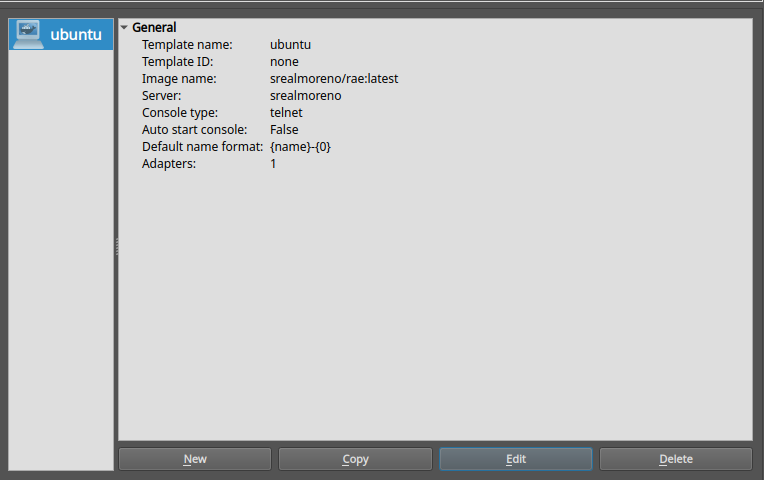 ubuntu
General
Template name: ubuntu
Template ID: none
Image name: srealmoreno/rae:latest
Server: srealmoreno
Console type: telnet
Auto start console: False
Default name format: {name}-{0}
Adapters: 1
New Copy Edit Delete